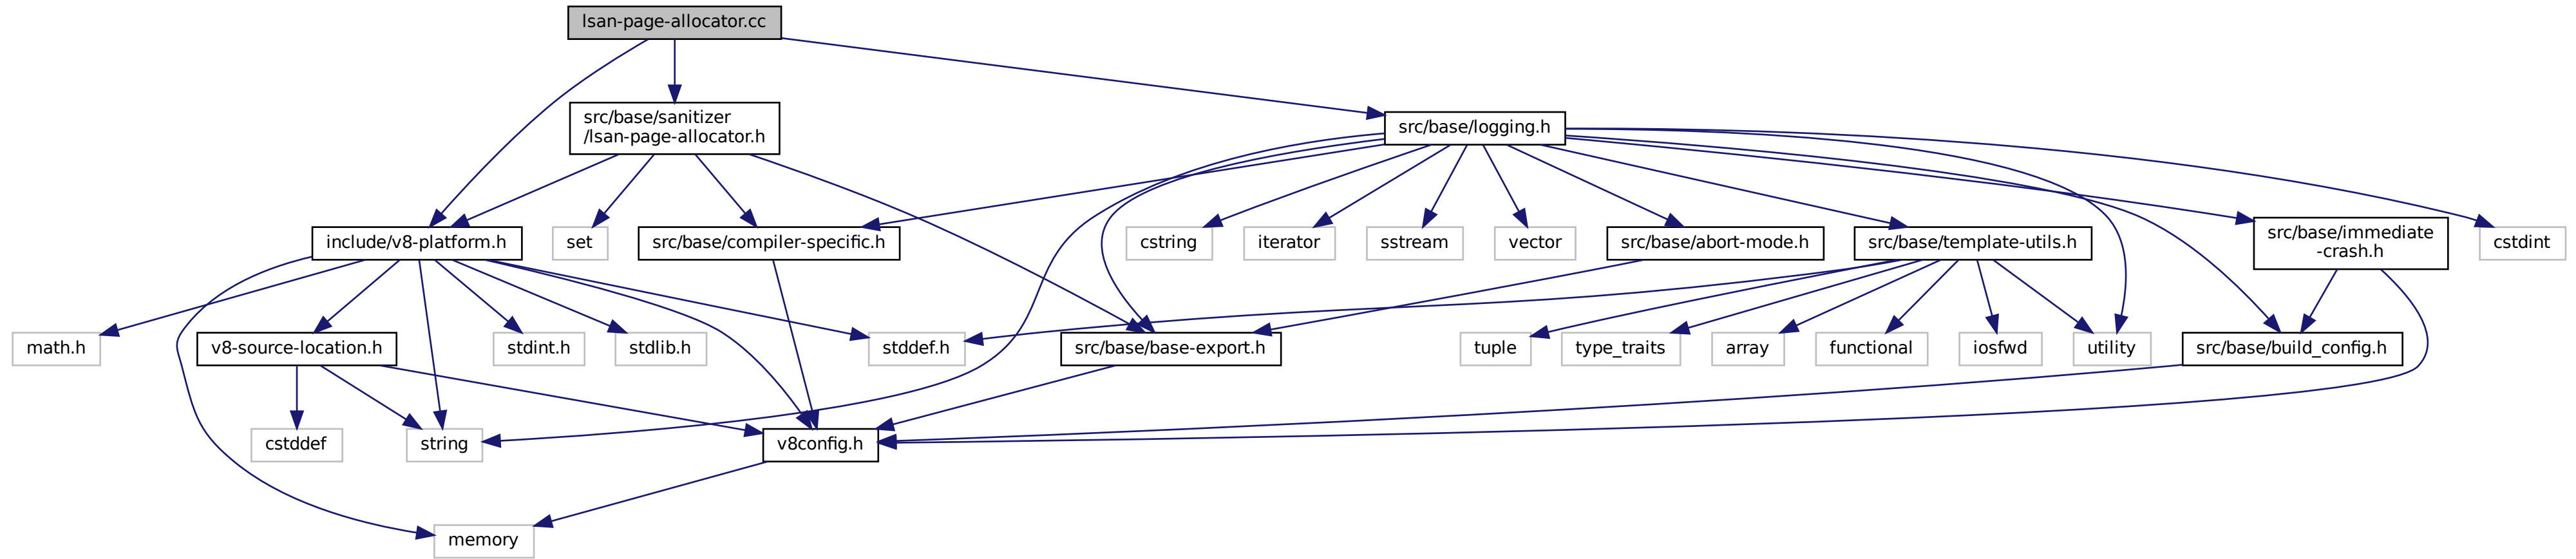 lsan-page-allocator.cc
src/base/sanitizer
/lsan-page-allocator.h
src/base/logging.h
include/v8-platform.h
set
src/base/compiler-specific.h
cstring
iterator
sstream
vector
src/base/abort-mode.h
src/base/template-utils.h
src/base/immediate
-crash.h
cstdint
math.h
v8-source-location.h
stdint.h
stdlib.h
stddef.h
src/base/base-export.h
tuple
type_traits
array
functional
iosfwd
utility
src/base/build_config.h
cstddef
string
v8config.h
memory